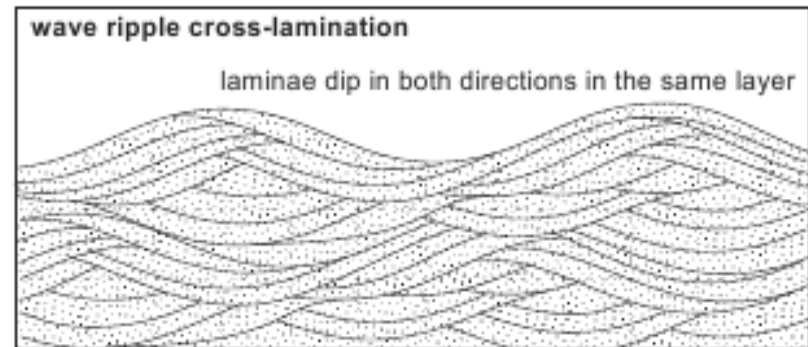 wave ripple cross-lamination
laminae dip in both directions in the same layer